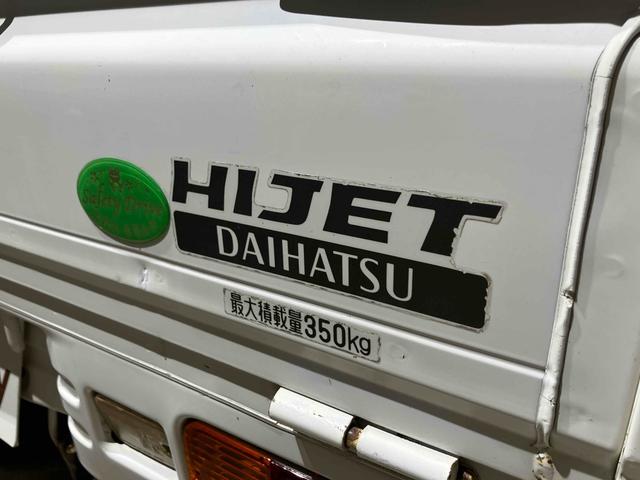 Safety Driver
HIJET
DAIHATSU
最大積載量350kg